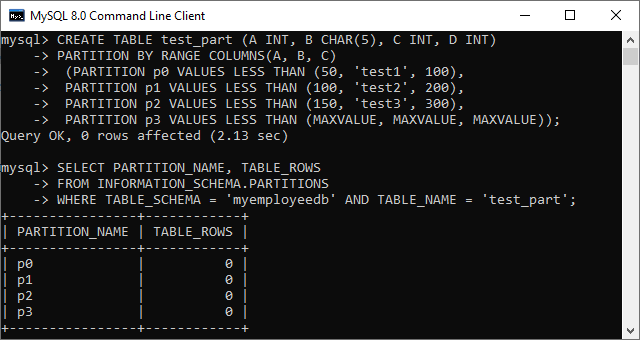 MySQL 8.0 Command Line Client
mysql> CREATE TABLE test_part (A INT, B CHAR(5), C INT, D INT)
    -> PARTITION BY RANGE COLUMNS(A, B, C)
    ->  (PARTITION p0 VALUES LESS THAN (50, 'test1', 100),
    ->  PARTITION p1 VALUES LESS THAN (100, 'test2', 200),
    ->  PARTITION p2 VALUES LESS THAN (150, 'test3', 300),
    ->  PARTITION p3 VALUES LESS THAN (MAXVALUE, MAXVALUE, MAXVALUE));
Query OK, 0 rows affected (2.13 sec)

mysql> SELECT PARTITION_NAME, TABLE_ROWS
    -> FROM INFORMATION_SCHEMA.PARTITIONS
    -> WHERE TABLE_SCHEMA = 'myemployeedb' AND TABLE_NAME = 'test_part';
+----------------+------------+
| PARTITION_NAME | TABLE_ROWS |
+----------------+------------+
| p0             |          0 |
| p1             |          0 |
| p2             |          0 |
| p3             |          0 |
+----------------+------------+